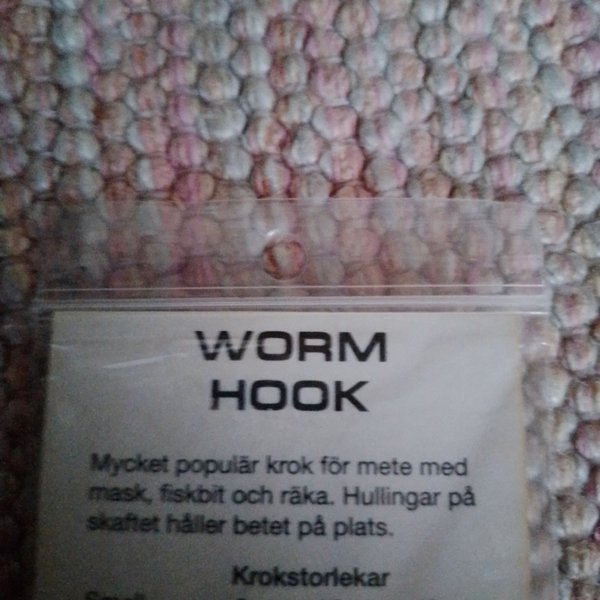 WORM
HOOK
Mycket populär krok för mete med
mask, fiskbit och räka. Hullingar på
skaftet håller betet på plats.
Krokstorlekar